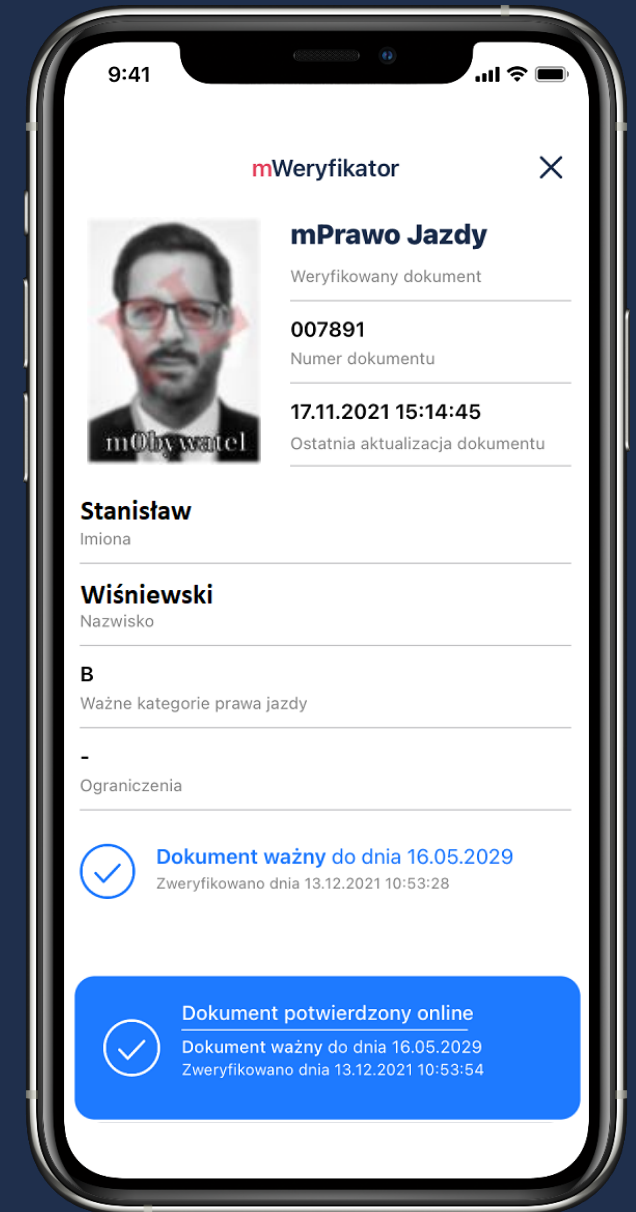 9:41
mWeryfikator
mPrawo Jazdy
Weryfikowany dokument
007891
Numer dokumentu
17.11.2021 15:14:45
Ostatnia aktualizacja dokumentu
mObywatel
Stanisław
Imiona
Wiśniewski
Nazwisko
B
Ważne kategorie prawa jazdy
-
Ograniczenia
Dokument ważny do dnia 16.05.2029
Zweryfikowano dnia 13.12.2021 10:53:28
Dokument potwierdzony online
Dokument ważny do dnia 16.05.2029
Zweryfikowano dnia 13.12.2021 10:53:54